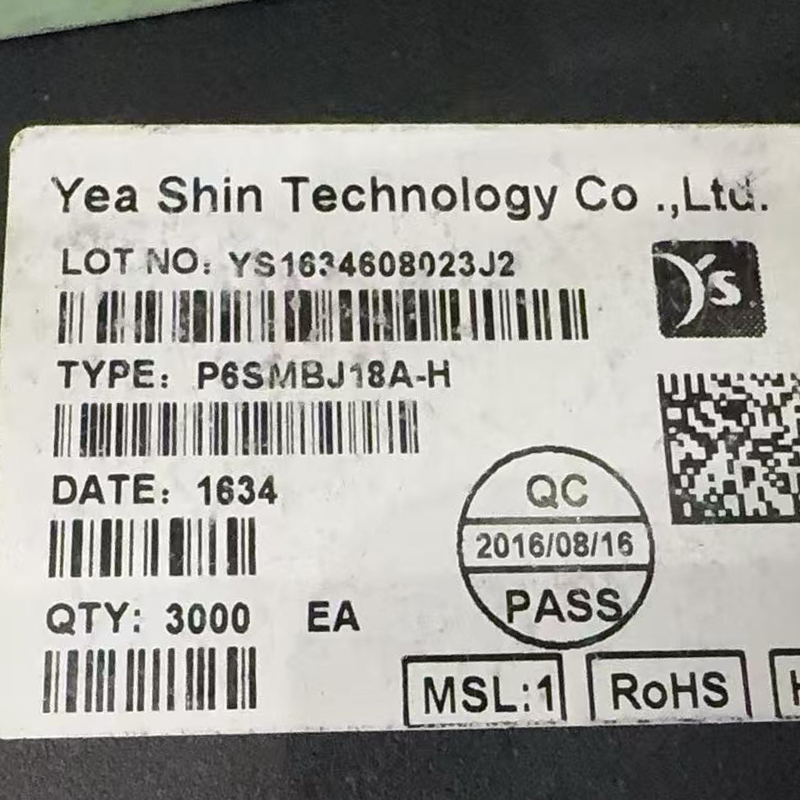 Yea Shin Technology Co .,Ltd.
LOT NO: YS1634608023J2
Ys
TYPE: P6SMBJ18A-H
DATE: 1634
QC
2016/08/16
PASS
QTY: 3000 EA
MSL:1
RoHS